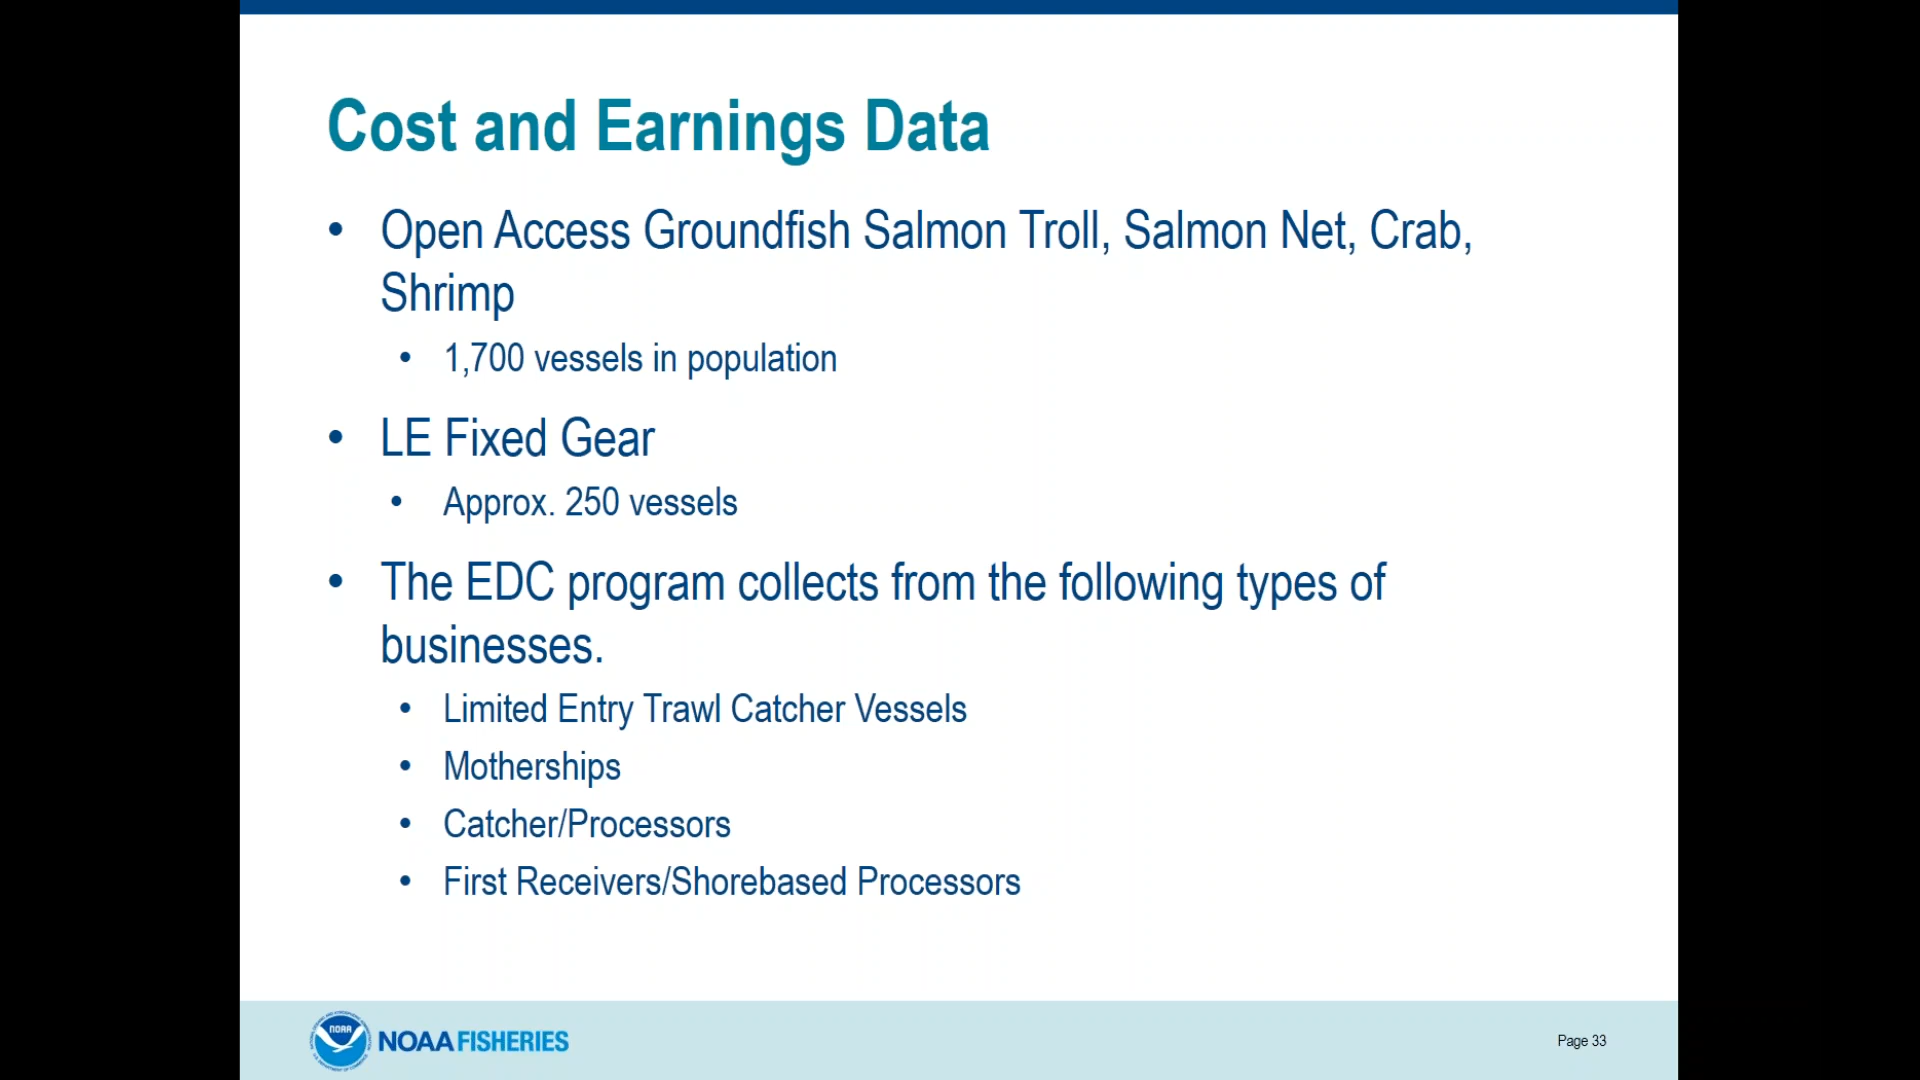 Cost and Earnings Data
• Open Access Groundfish Salmon Troll, Salmon Net, Crab,
Shrimp
• 1,700 vessels in population
• LE Fixed Gear
• Approx. 250 vessels
• The EDC program collects from the following types of
businesses.
• Limited Entry Trawl Catcher Vessels
• Motherships
• Catcher/Processors
• First Receivers/Shorebased Processors
NOAA
NOAA FISHERIES
Page 33